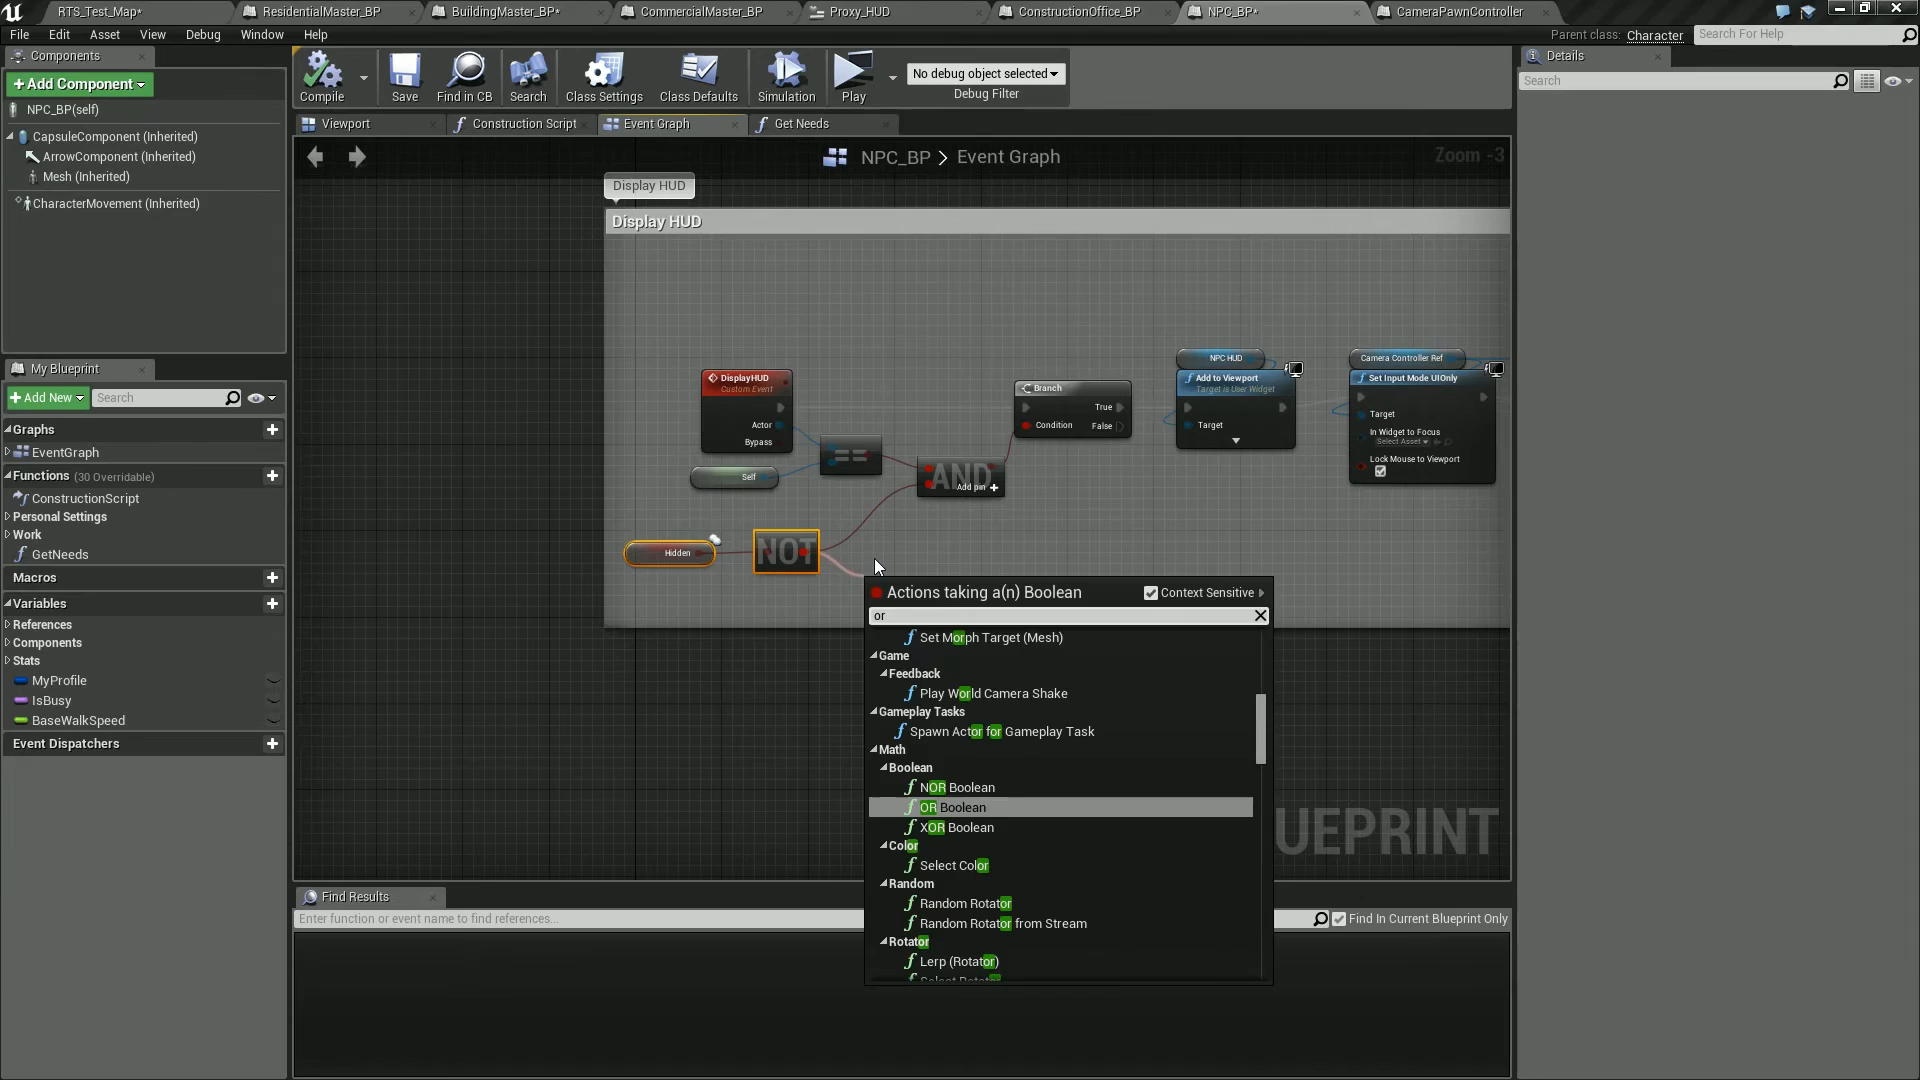 RTS_Test_Map*
ResidentialMaster_BP
BuildingMaster_BP*
CommercialMaster_BP
Proxy_HUD
ConstructionOffice_BP
NPC_BP*
CameraPawnController
File Edit Asset View Debug Window Help
Parent class: Character
Search For Help
Components
+Add Component
NPC_BP(self)
CapsuleComponent (Inherited)
ArrowComponent (Inherited)
Mesh (Inherited)
CharacterMovement (Inherited)
Compile
Save
Find in CB
Search
Class Settings
Class Defaults
Simulation
Play
No debug object selected
Debug Filter
Details
Search
Viewport
Construction Script
Event Graph
Get Needs
NPC_BP > Event Graph
Zoom -3
Display HUD
Display HUD
DisplayHUD
Custom Event
Actor
Bypass
Self
==
AND
Add pin +
Hidden
NOT
Branch
True
Condition
False
NPC HUD
Add to Viewport
Target is User Widget
Target
Camera Controller Ref
Set Input Mode UIOnly
Target
In Widget to Focus
Select Asset
Lock Mouse to Viewport
My Blueprint
+Add New
Search
Graphs
EventGraph
Functions (30 Overridable)
ConstructionScript
Personal Settings
Work
GetNeeds
Macros
Variables
References
Components
Stats
MyProfile
IsBusy
BaseWalkSpeed
Event Dispatchers
Actions taking a(n) Boolean
Context Sensitive
or
Set Morph Target (Mesh)
Game
Feedback
Play World Camera Shake
Gameplay Tasks
Spawn Actor for Gameplay Task
Math
Boolean
NOR Boolean
OR Boolean
XOR Boolean
Color
Select Color
Random
Random Rotator
Random Rotator from Stream
Rotator
Lerp (Rotator)
Select Rotator
UEPRINT
Find Results
Enter function or event name to find references...
Find In Current Blueprint Only